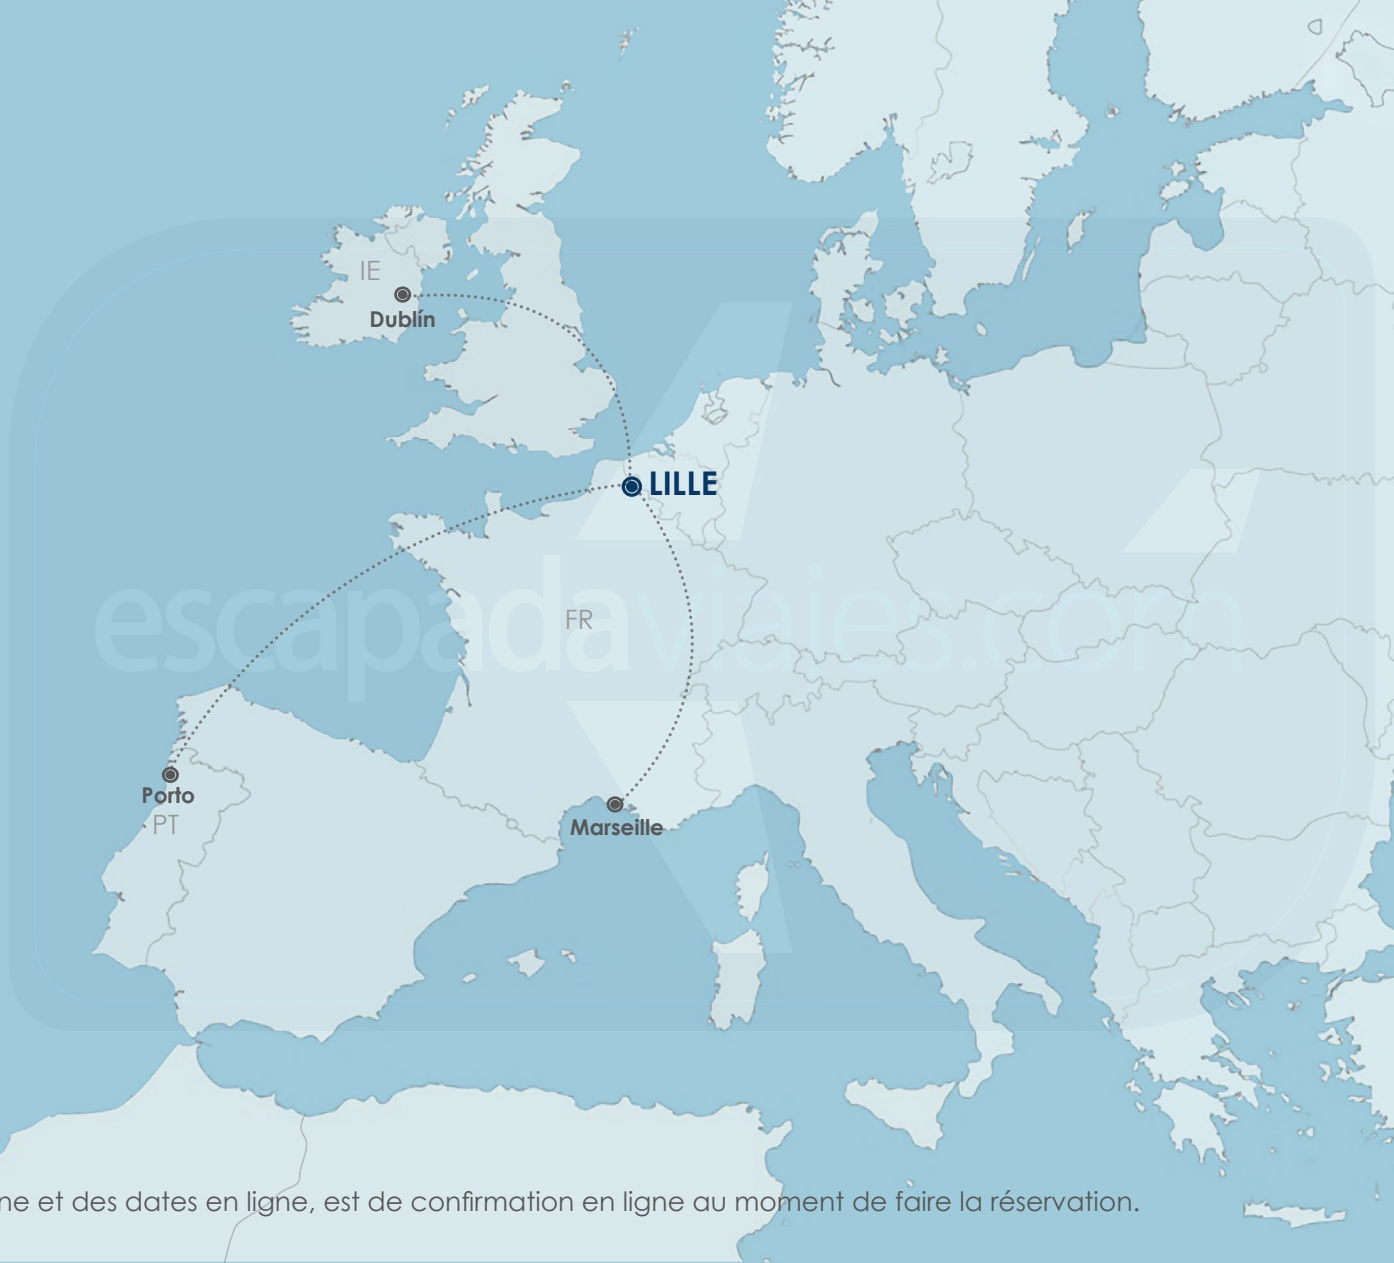 IE
Dublín
LILLE
escapadaviajes.com
FR
Porto
PT
Marseille
ne et des dates en ligne, est de confirmation en ligne au moment de faire la réservation.